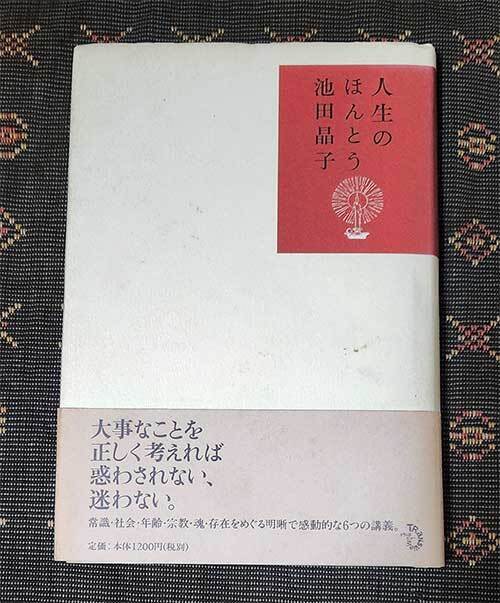 人生の
ほんとう
池田晶子
大事なことを
正しく考えれば
惑わされない、
迷わない。
常識・社会・年齢・宗教・魂・存在をめぐる明晰で感動的な6つの講義。
定価:本体1200円(税別)
TRANSVIEW